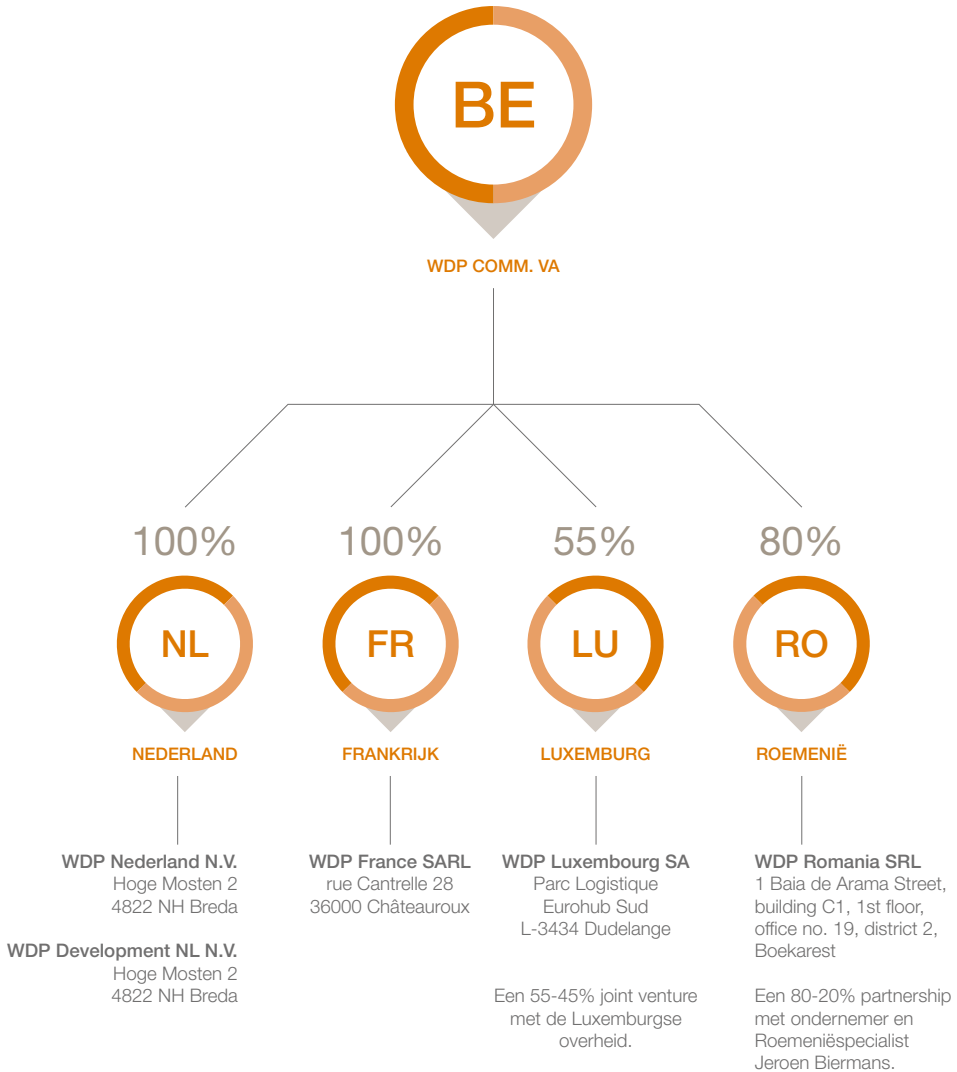 BE
WDP COMM. VA
100%
NL
NEDERLAND
WDP Nederland N.V.
Hoge Mosten 2
4822 NH Breda
WDP Development NL N.V.
Hoge Mosten 2
4822 NH Breda
100%
FR
FRANKRIJK
WDP France SARL
rue Cantrelle 28
36000 Châteauroux
55%
LU
LUXEMBURG
WDP Luxembourg SA
Parc Logistique
Eurohub Sud
L-3434 Dudelange
Een 55-45% joint venture
met de Luxemburgse
overheid.
80%
RO
ROEMENIË
WDP Romania SRL
1 Baia de Arama Street,
building C1, 1st floor,
office no. 19, district 2,
Boekarest
Een 80-20% partnership
met ondernemer en
Roemeniëspecialist
Jeroen Biermans.